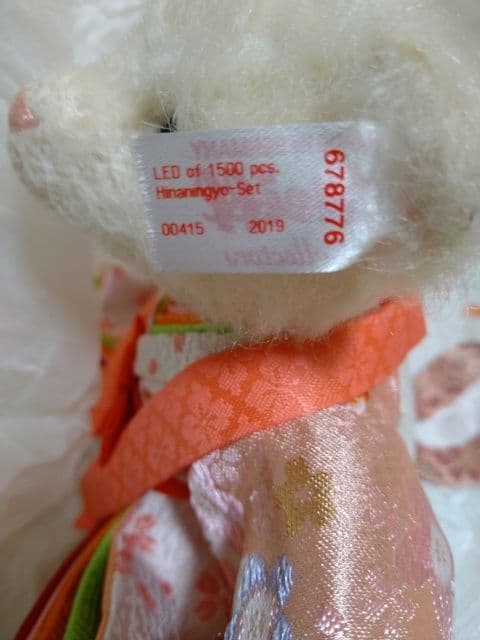 LED of 1500 pcs.
Hinaningyo-Set
00415 2019
678776